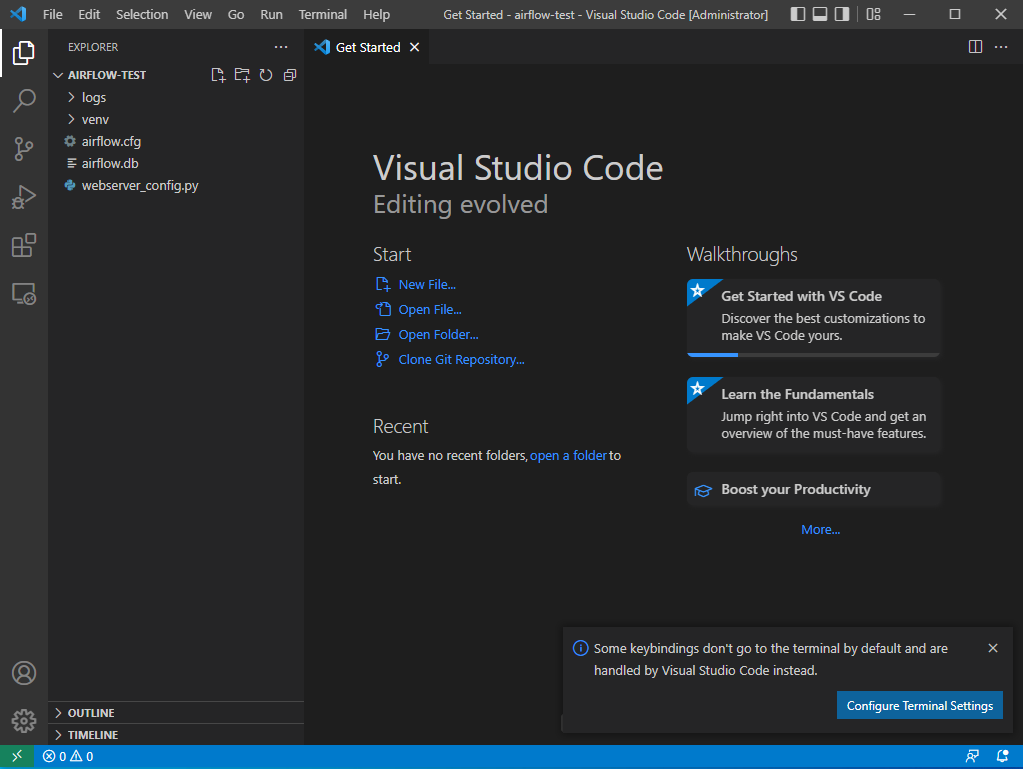 File Edit Selection View Go Run Terminal Help Get Started - airflow-test - Visual Studio Code [Administrator]
EXPLORER
Get Started
AIRFLOW-TEST
logs
venv
airflow.cfg
airflow.db
webserver_config.py
Visual Studio Code
Editing evolved
Start
New File...
Open File...
Open Folder...
Clone Git Repository...
Recent
You have no recent folders, open a folder to
start.
Walkthroughs
Get Started with VS Code
Discover the best customizations to
make VS Code yours.
Learn the Fundamentals
Jump right into VS Code and get an
overview of the must-have features.
Boost your Productivity
More...
Some keybindings don't go to the terminal by default and are
handled by Visual Studio Code instead.
Configure Terminal Settings
OUTLINE
TIMELINE
0 0